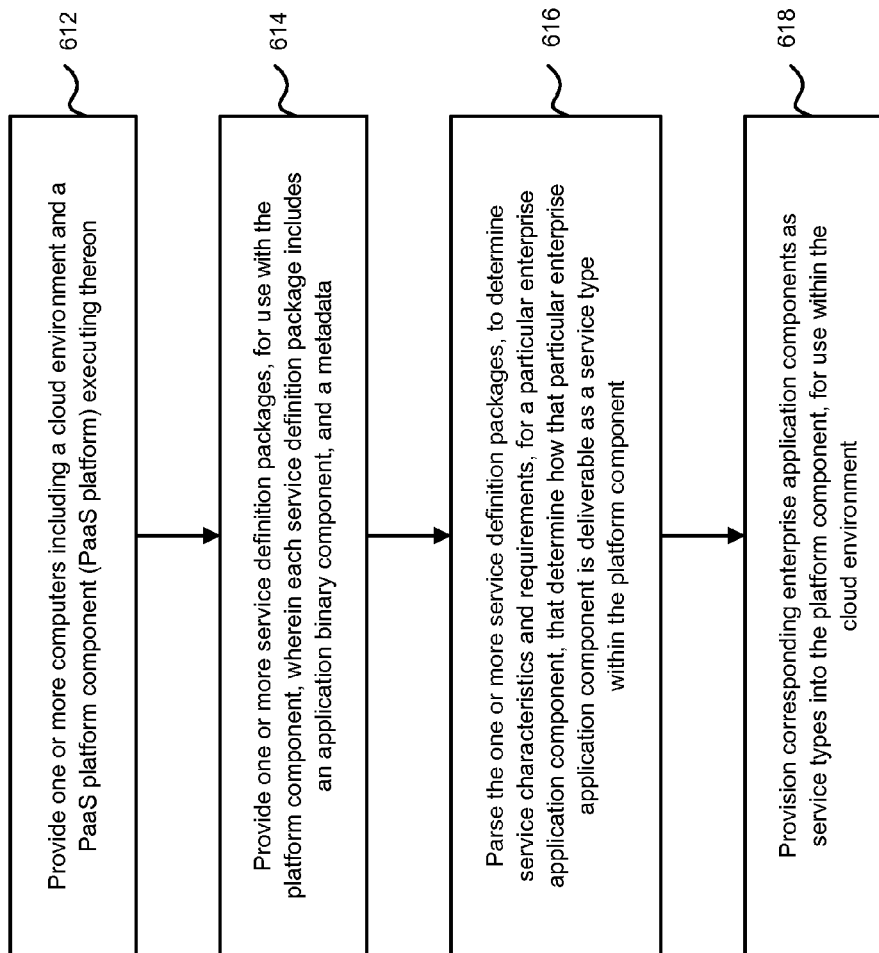 Provide one or more computers including a cloud environment and a
PaaS platform component (PaaS platform) executing thereon
612
Provide one or more service definition packages, for use with the
platform component, wherein each service definition package includes
an application binary component, and a metadata
614
Parse the one or more service definition packages, to determine
service characteristics and requirements, for a particular enterprise
application component, that determine how that particular enterprise
application component is deliverable as a service type
within the platform component
616
Provision corresponding enterprise application components as
service types into the platform component, for use within the
cloud environment
618